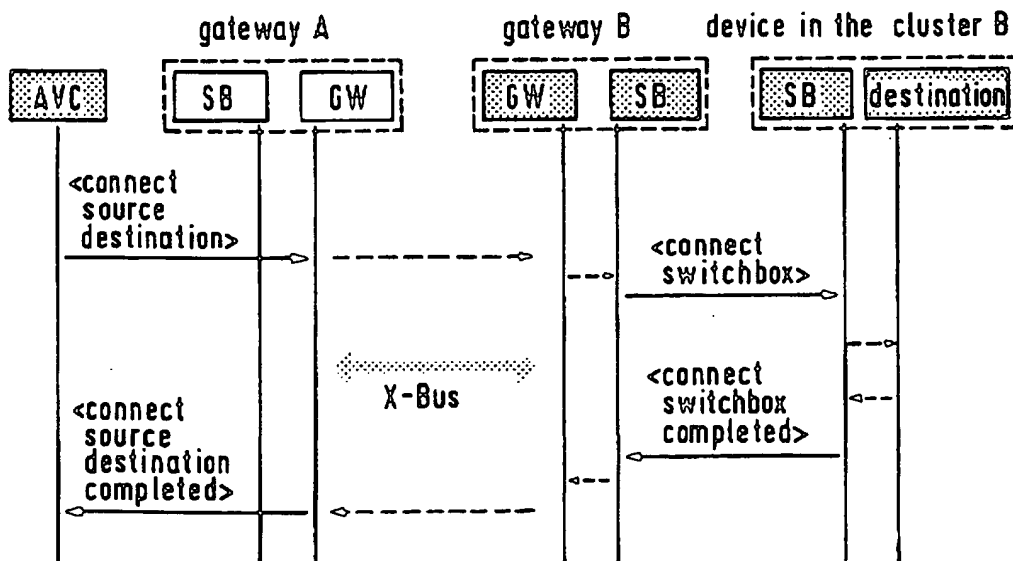 gateway A
gateway B
device in the cluster B
AVC
SB
GW
GW
SB
SB
destination
<connect
source
destination>
<connect
switchbox>
X-Bus
<connect
switchbox
completed>
<connect
source
destination
completed>